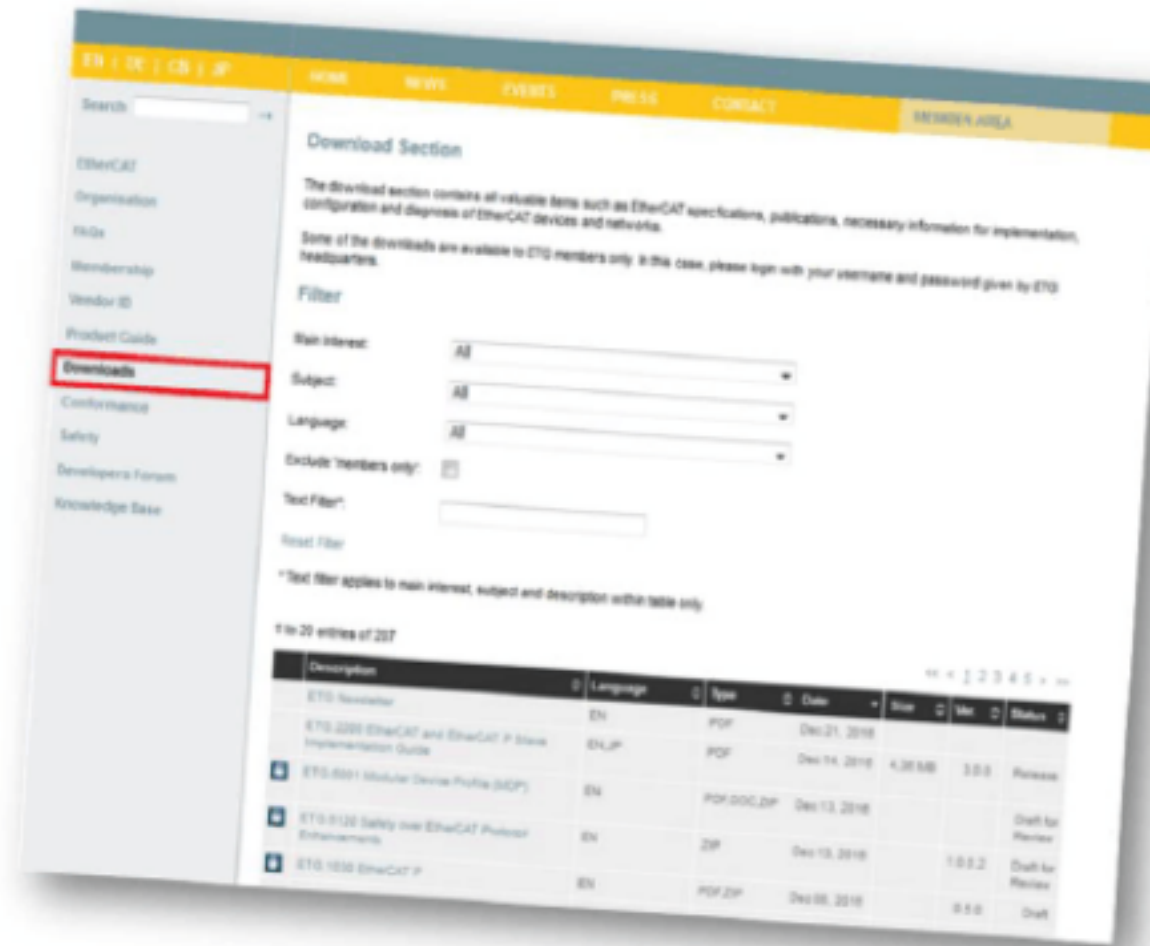 EN | DE | CN | JP
HOME NEWS EVENTS PRESS CONTACT MEMBER AREA
Search
EtherCAT
Organisation
FAQs
Membership
Vendor ID
Product Guide
Downloads
Conformance
Safety
Developers Forum
Knowledge Base
Download Section
The download section contains all valuable items such as EtherCAT specifications, publications, necessary information for implementation,
configuration and diagnosis of EtherCAT devices and networks.
Some of the downloads are available to ETG members only. In this case, please login with your username and password given by ETG
headquarters.
Filter
Main Interest: All
Subject: All
Language: All
Exclude 'members only':
Text Filter*:
Reset Filter
* Text filter applies to main interest, subject and description within table only.
1 to 20 entries of 207
<< < 1 2 3 4 5 > >>
Description Language Type Date Size Ver. Status
ETG Newsletter EN PDF Dec 21, 2016
ETG.2200 EtherCAT and EtherCAT P Slave EN,JP PDF Dec 14, 2016 3.0.0 Release
Implementation Guide
ETG.5001 Modular Device Profile (MDP) EN PDF,DOC,ZIP Dec 13, 2016 Draft for
Review
ETG.5120 Safety over EtherCAT Protocol EN ZIP Dec 2016 Draft for
Enhancements Review
ETG.1030 EtherCAT P EN PDF,ZIP 2016 Draft